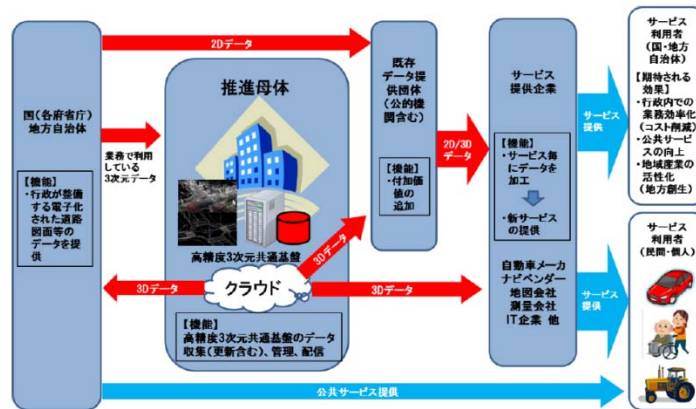 2Dデータ
国(各府省庁)
地方自治体
【機能】
・行政が整備
する電子化
された道路
図面等の
データを提
供
業務で利用
している
3次元データ
推進母体
高精度3次元共通基盤
クラウド
【機能】
高精度3次元共通基盤のデータ
収集(更新含む)、管理、配信
3Dデータ
3Dデータ
3Dデータ
既存
データ提
供団体
(公的機
関含む)
【機能】
・付加価
値の
追加
2D/3D
データ
サービス
提供企業
【機能】
・サービス毎
にデータを
加工
・新サービス
の提供
自動車メーカ
ナビベンダー
地図会社
測量会社
IT企業 他
サービス
提供
サービス
提供
サービス
利用者
(国・地方
自治体)
【期待される
効果】
・行政内での
業務効率化
(コスト削減)
・公共サービ
スの向上
・地域産業の
活性化
(地方創生)
サービス
利用者
(民間・個人)
公共サービス提供